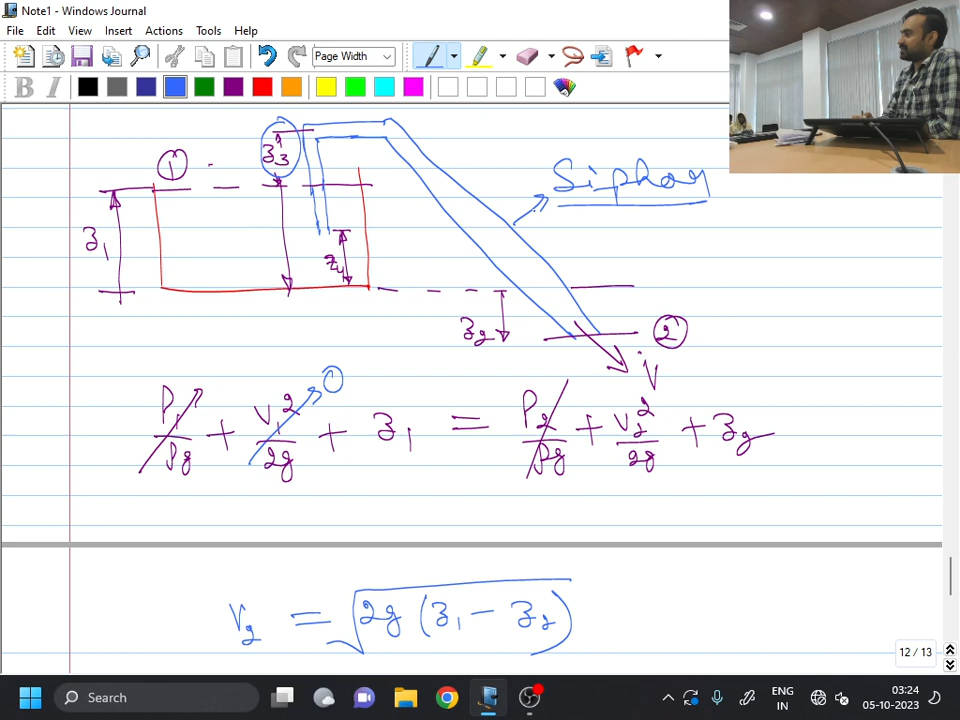 Note1 - Windows Journal
File Edit View Insert Actions Tools Help
Page Width
B I
1
z3
Siphon
z1
z4
z2
2
V
P1/ρg + V1²/2g + z1 = P2/ρg + V2²/2g + z2
0
V2 = √2g (z1 - z2)
12 / 13
Search
ENG
IN
03:24
05-10-2023